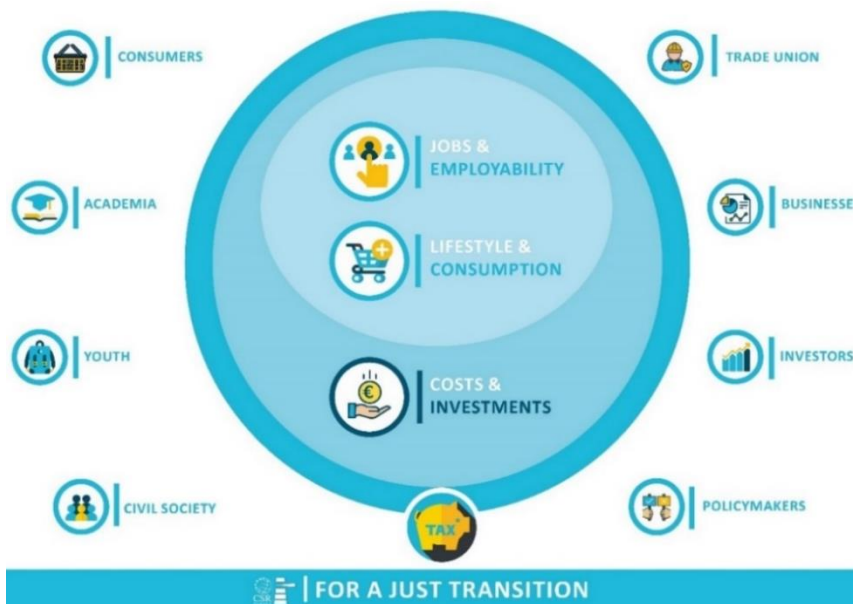 CONSUMERS
TRADE UNION
JOBS &
EMPLOYABILITY
ACADEMIA
BUSINESSE
LIFESTYLE &
CONSUMPTION
YOUTH
INVESTORS
COSTS &
INVESTMENTS
CIVIL SOCIETY
POLICYMAKERS
TAX
CSR
FOR A JUST TRANSITION